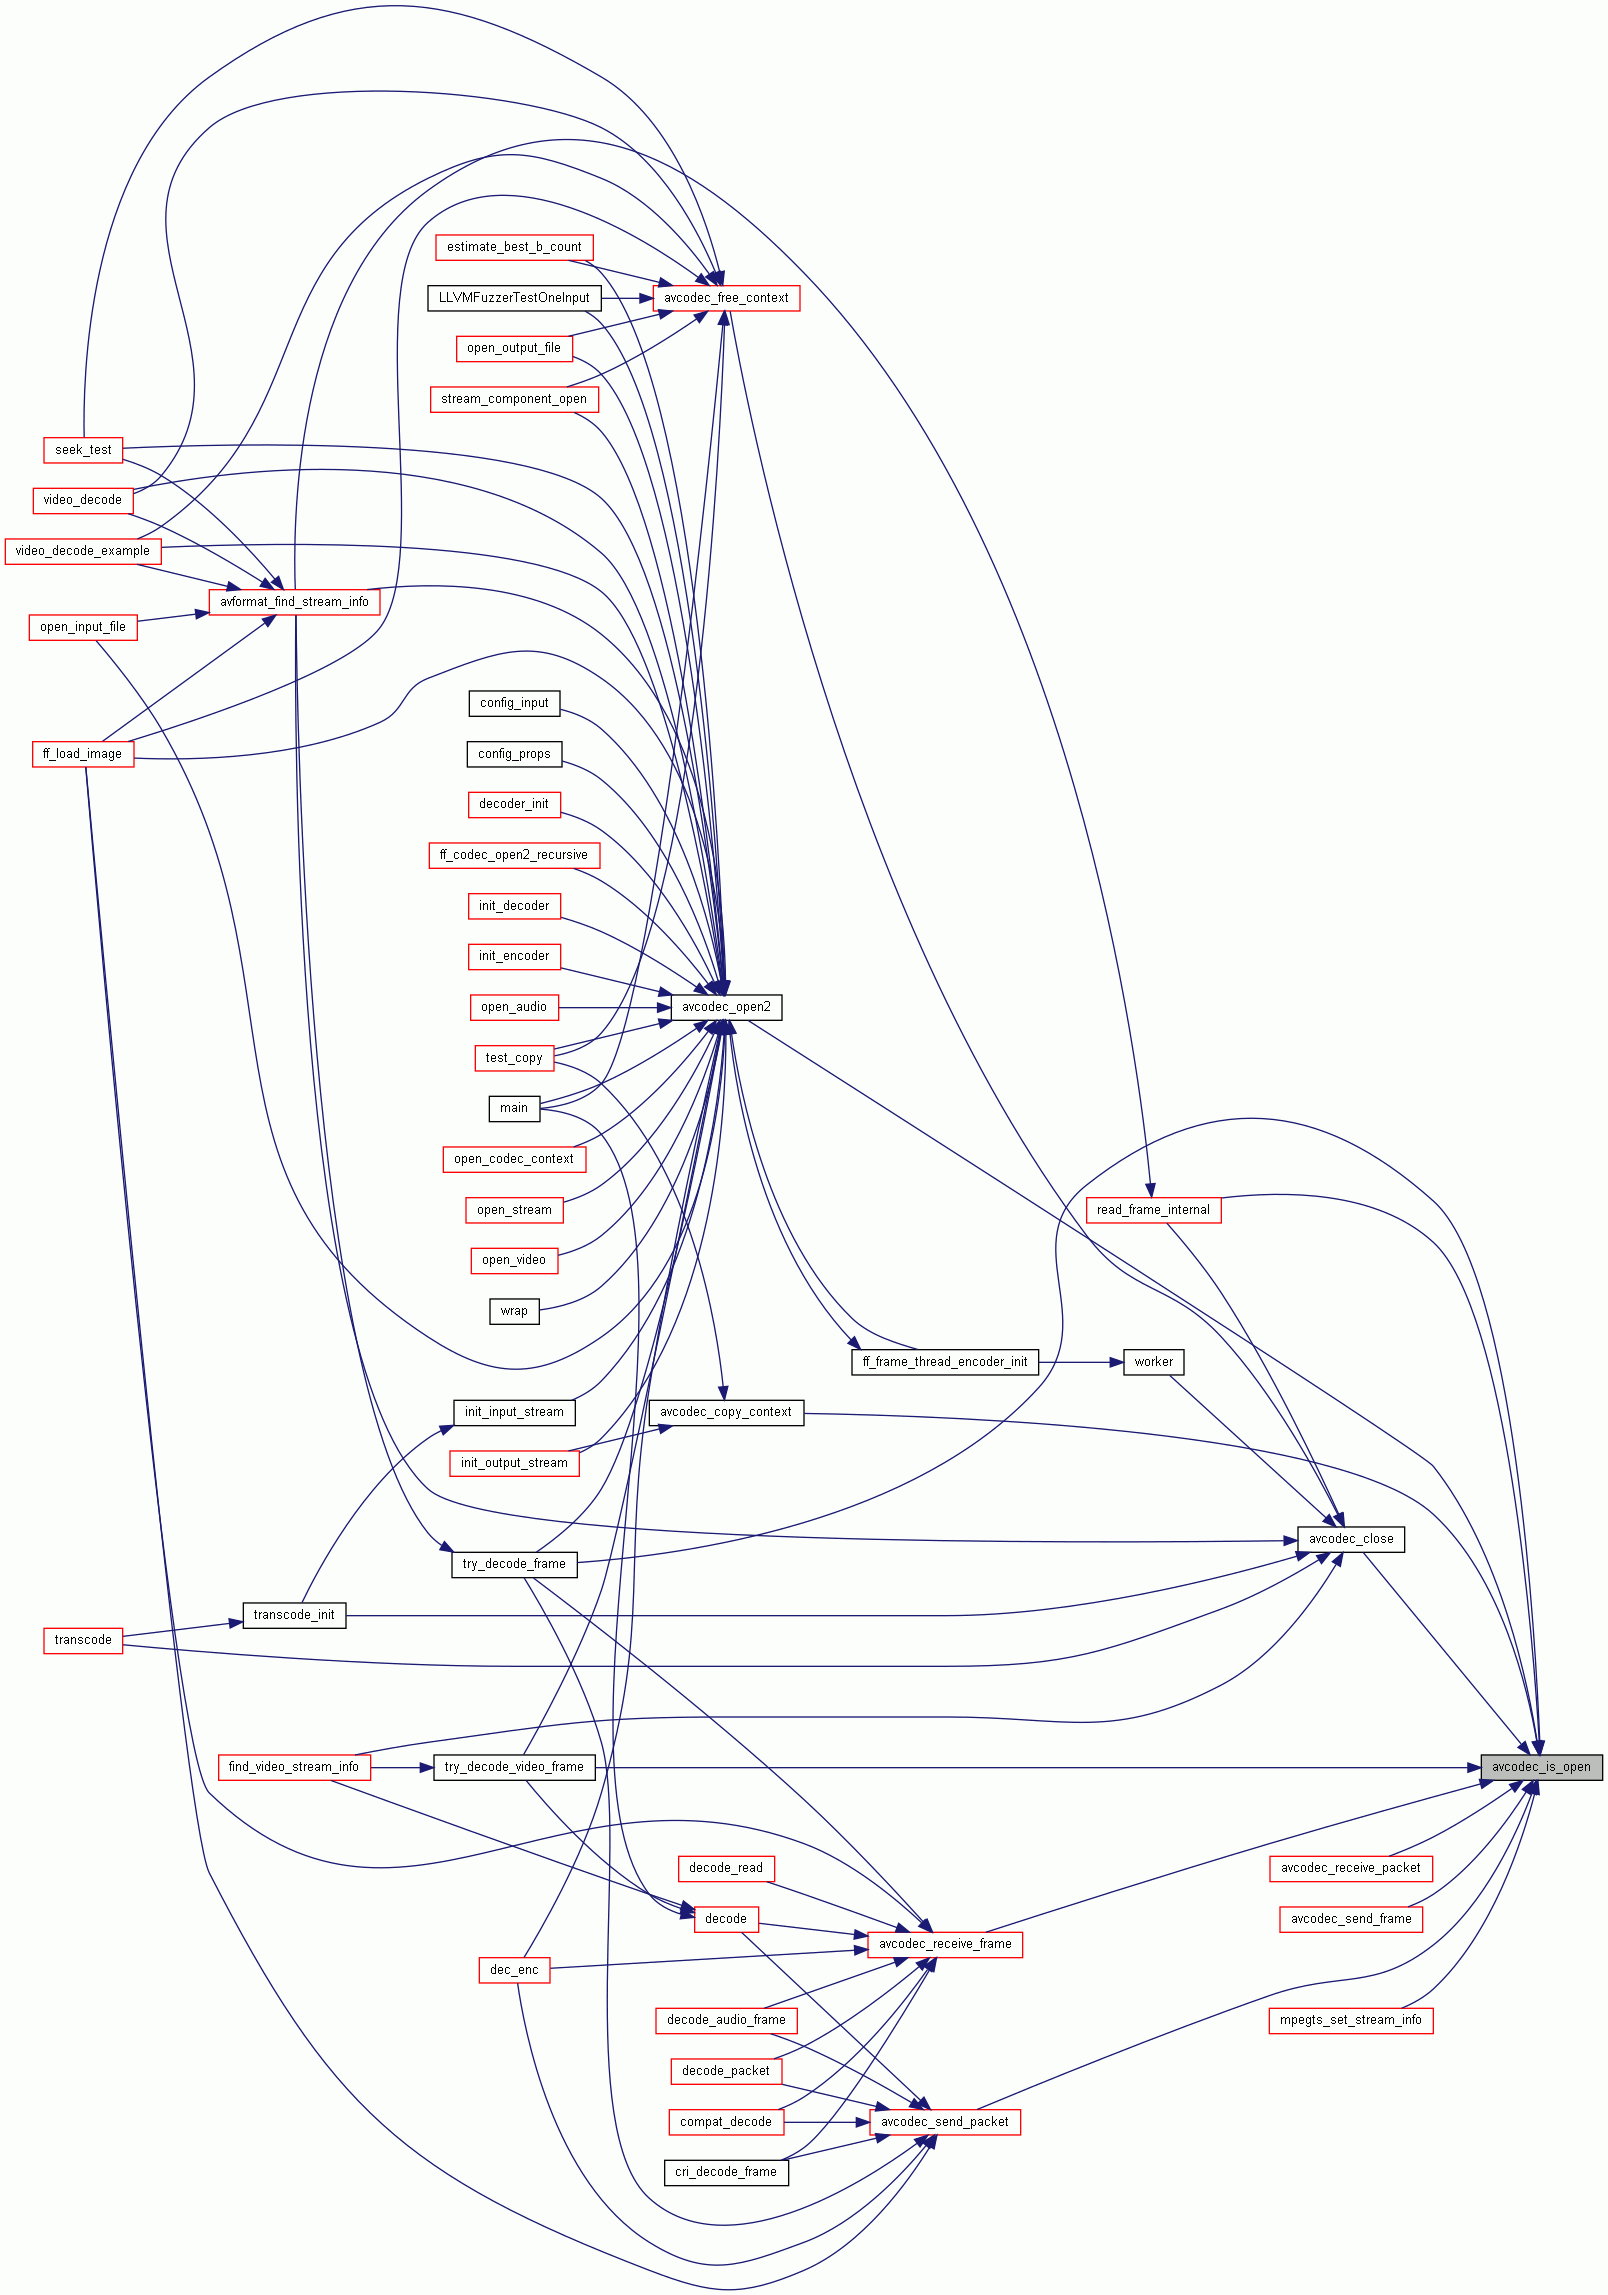 estimate_best_b_count
LLVMFuzzerTestOneInput
avcodec_free_context
open_output_file
stream_component_open
seek_test
video_decode
video_decode_example
avformat_find_stream_info
open_input_file
config_input
ff_load_image
config_props
decoder_init
ff_codec_open2_recursive
init_decoder
init_encoder
open_audio
avcodec_open2
test_copy
main
open_codec_context
open_stream
read_frame_internal
open_video
wrap
ff_frame_thread_encoder_init
worker
init_input_stream
avcodec_copy_context
init_output_stream
avcodec_close
try_decode_frame
transcode_init
transcode
find_video_stream_info
try_decode_video_frame
avcodec_is_open
decode_read
avcodec_receive_packet
decode
avcodec_send_frame
avcodec_receive_frame
dec_enc
decode_audio_frame
mpegts_set_stream_info
decode_packet
compat_decode
avcodec_send_packet
cri_decode_frame